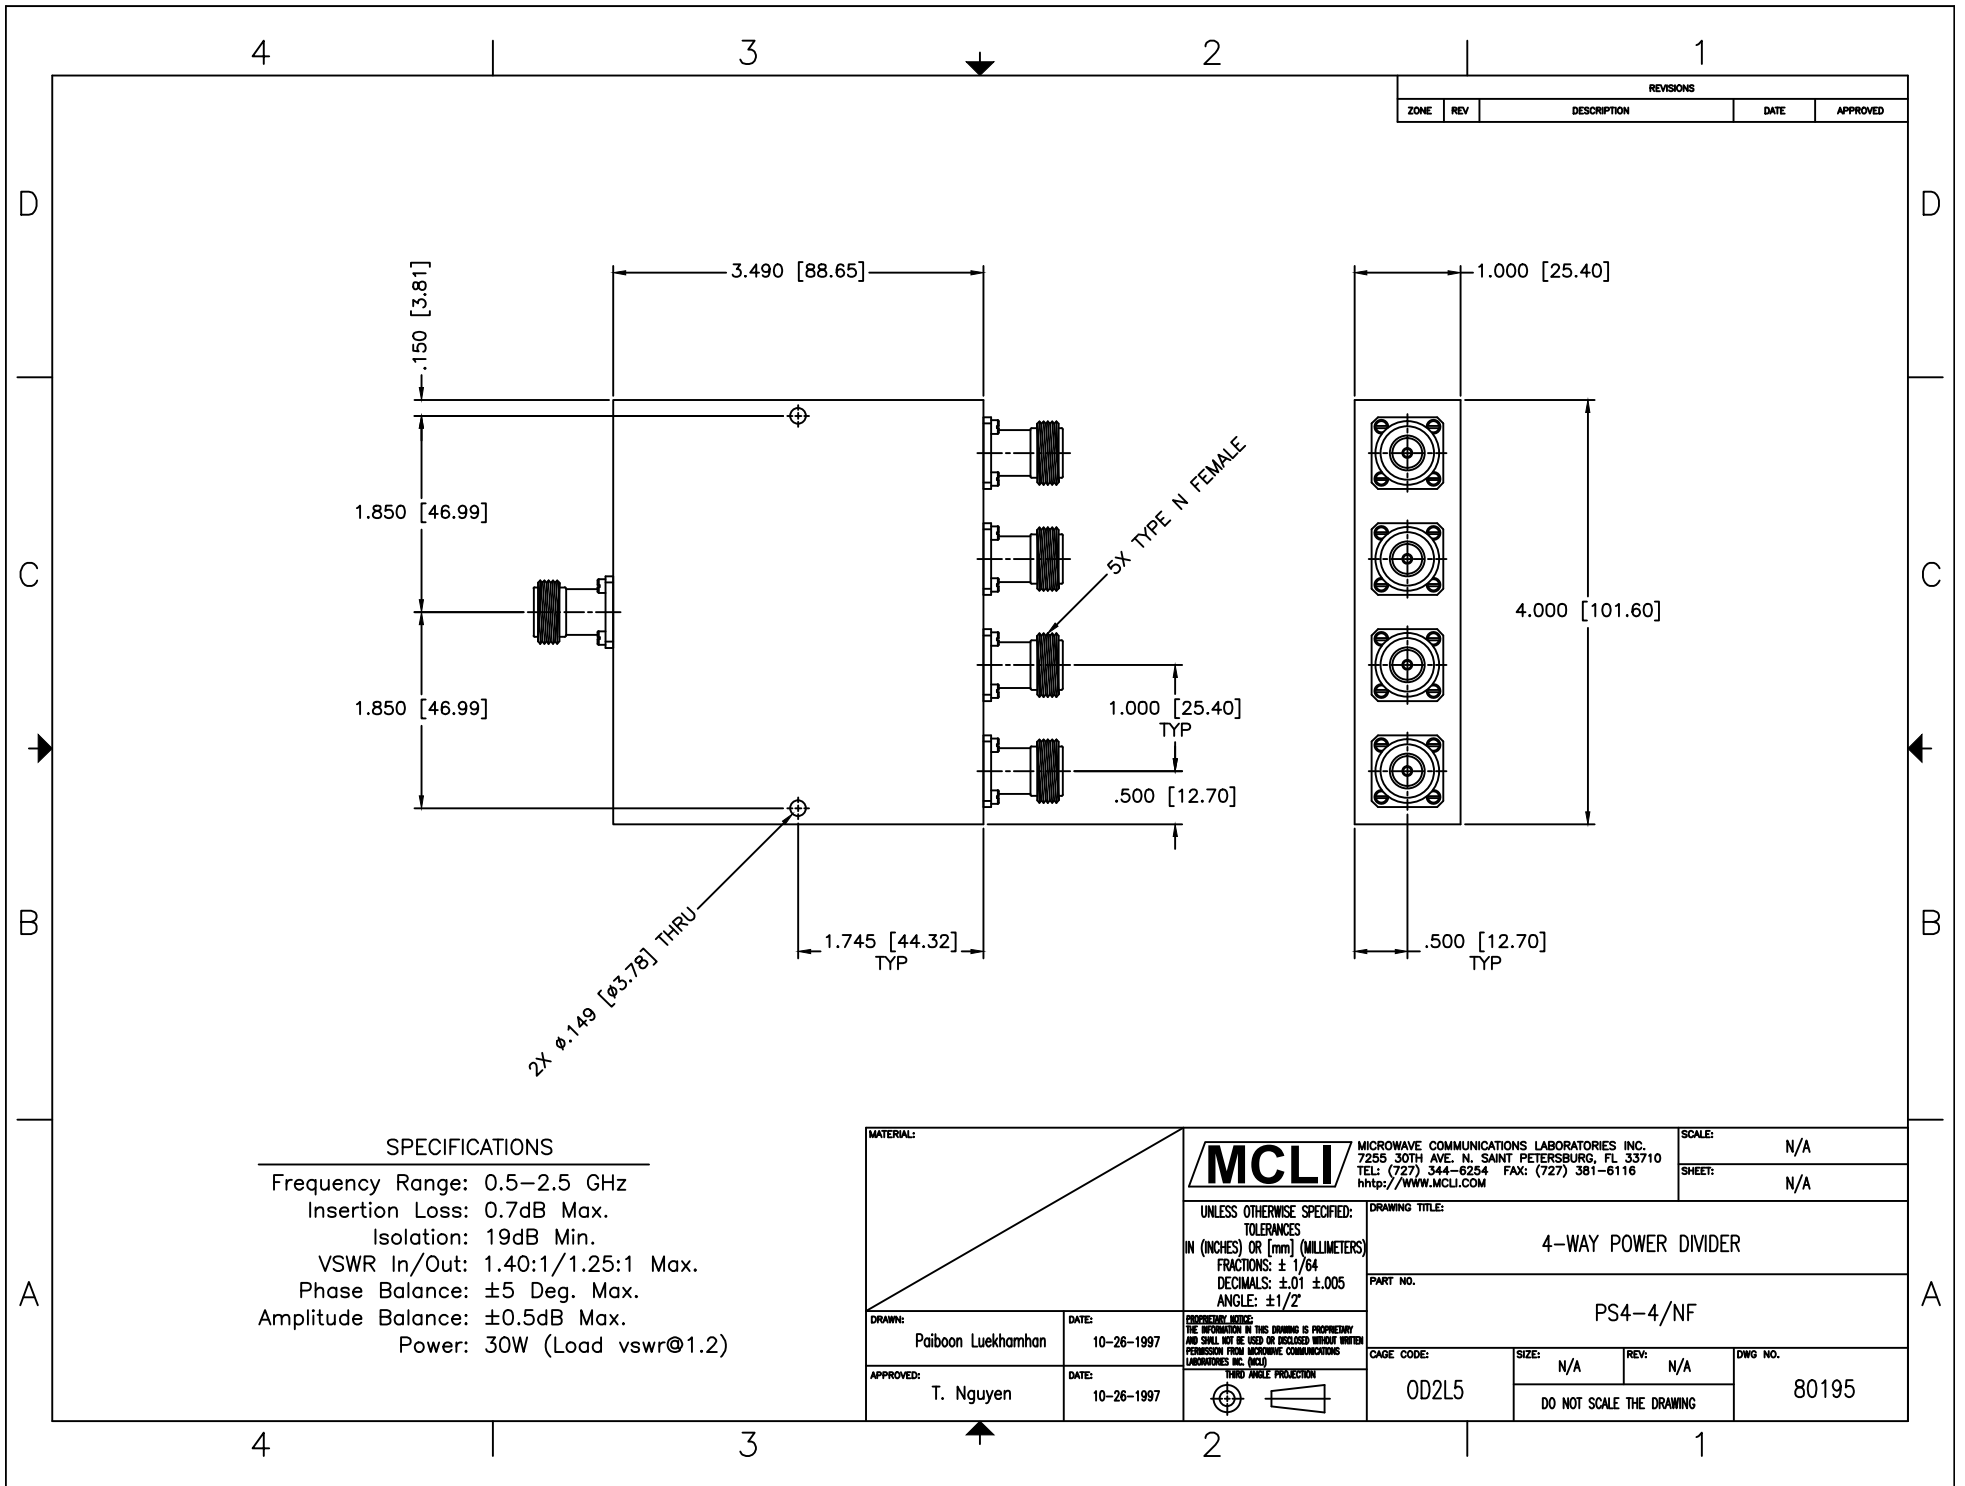 4 3 2 1
REVISIONS
ZONE REV DESCRIPTION DATE APPROVED
D D
.150 [3.81]
3.490 [88.65]
1.000 [25.40]
1.850 [46.99]
5X TYPE N FEMALE
C C
4.000 [101.60]
1.850 [46.99]
1.000 [25.40]
TYP
.500 [12.70]
B B
1.745 [44.32]
TYP
.500 [12.70]
TYP
2X ø.149 [ø3.78] THRU
SPECIFICATIONS
Frequency Range: 0.5-2.5 GHz
Insertion Loss: 0.7dB Max.
Isolation: 19dB Min.
VSWR In/Out: 1.40:1/1.25:1 Max.
Phase Balance: ±5 Deg. Max.
Amplitude Balance: ±0.5dB Max.
Power: 30W (Load vswr@1.2)
A A
MATERIAL:
MCLI
MICROWAVE COMMUNICATIONS LABORATORIES INC.
7255 30TH AVE. N. SAINT PETERSBURG, FL 33710
TEL: (727) 344-6254 FAX: (727) 381-6116
hhtp://WWW.MCLI.COM
SCALE: N/A
SHEET: N/A
UNLESS OTHERWISE SPECIFIED:
TOLERANCES
IN (INCHES) OR [mm] (MILLIMETERS)
FRACTIONS: ± 1/64
DECIMALS: ±.01 ±.005
ANGLE: ±1/2°
DRAWING TITLE:
4-WAY POWER DIVIDER
PART NO.
PS4-4/NF
DRAWN:
Paiboon Luekhamhan
DATE:
10-26-1997
PROPRIETARY NOTICE:
THE INFORMATION IN THIS DRAWING IS PROPRIETARY
AND SHALL NOT BE USED OR DISCLOSED WITHOUT WRITTEN
PERMISSION FROM MICROWAVE COMMUNICATIONS
LABORATORIES INC. (MCLI)
APPROVED:
T. Nguyen
DATE:
10-26-1997
THIRD ANGLE PROJECTION
CAGE CODE:
0D2L5
SIZE: N/A
REV: N/A
DO NOT SCALE THE DRAWING
DWG NO.
80195
4 3 2 1